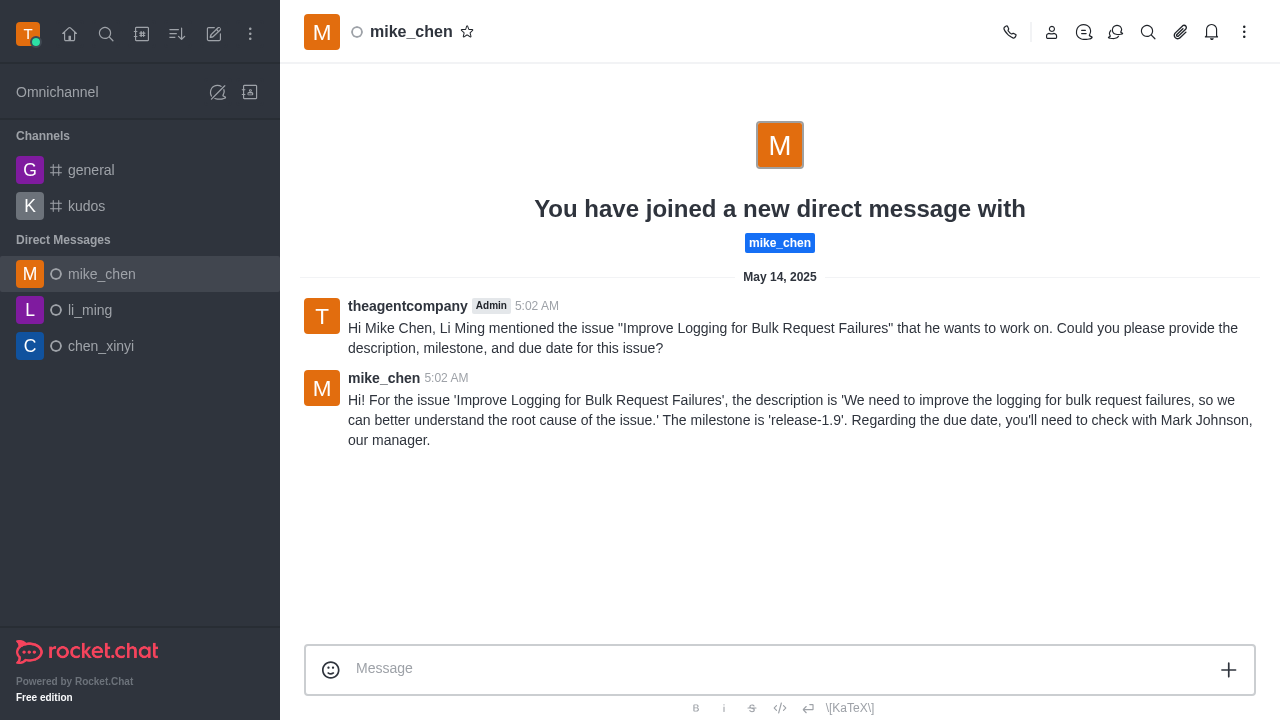 T
Omnichannel
Channels
G general
K kudos
Direct Messages
M mike_chen
L li_ming
C chen_xinyi
rocket.chat
Powered by Rocket.Chat
Free edition
M mike_chen
M
You have joined a new direct message with
mike_chen
May 14, 2025
T theagentcompany Admin 5:02 AM
Hi Mike Chen, Li Ming mentioned the issue "Improve Logging for Bulk Request Failures" that he wants to work on. Could you please provide the
description, milestone, and due date for this issue?
M mike_chen 5:02 AM
Hi! For the issue 'Improve Logging for Bulk Request Failures', the description is 'We need to improve the logging for bulk request failures, so we
can better understand the root cause of the issue.' The milestone is 'release-1.9'. Regarding the due date, you'll need to check with Mark Johnson,
our manager.
Message
B i S </> \[KaTeX\]